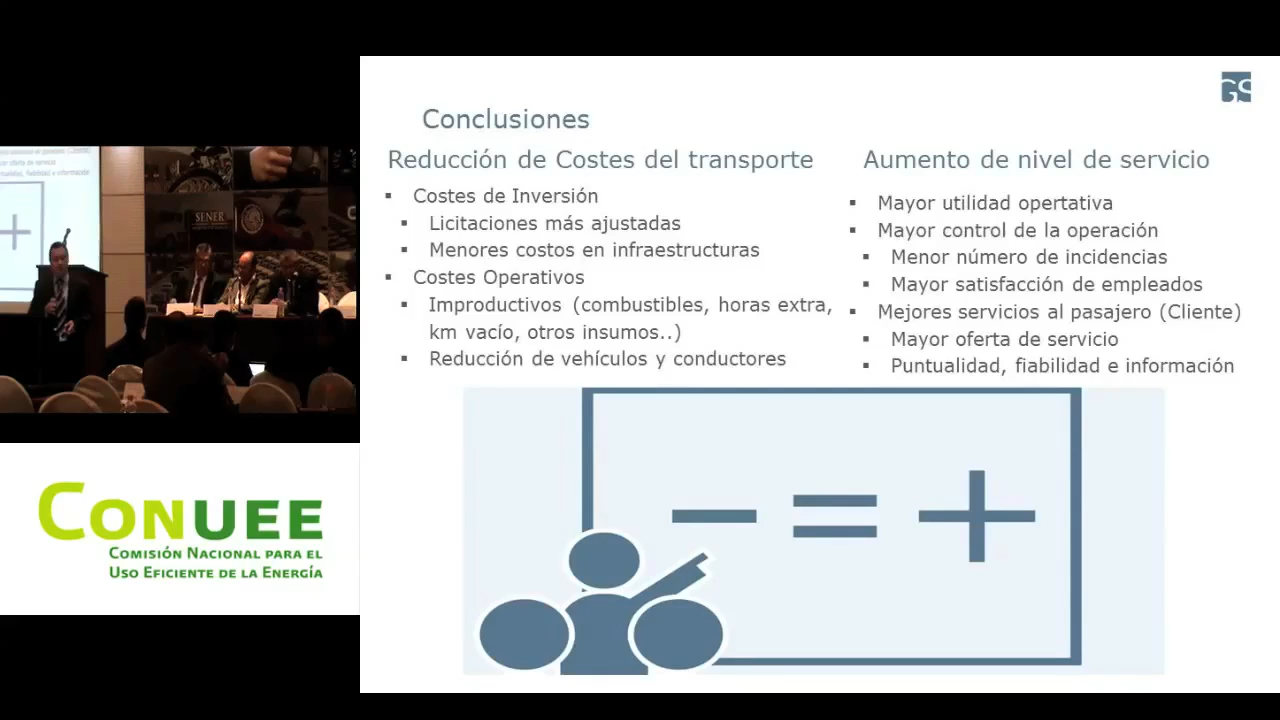 Conclusiones
Reducción de Costes del transporte
▪ Costes de Inversión
▪ Licitaciones más ajustadas
▪ Menores costos en infraestructuras
▪ Costes Operativos
▪ Improductivos (combustibles, horas extra,
km vacío, otros insumos..)
▪ Reducción de vehículos y conductores
Aumento de nivel de servicio
▪ Mayor utilidad opertativa
▪ Mayor control de la operación
▪ Menor número de incidencias
▪ Mayor satisfacción de empleados
▪ Mejores servicios al pasajero (Cliente)
▪ Mayor oferta de servicio
▪ Puntualidad, fiabilidad e información
− = +
GS
SENER
CONUEE
COMISIÓN NACIONAL PARA EL
USO EFICIENTE DE LA ENERGÍA